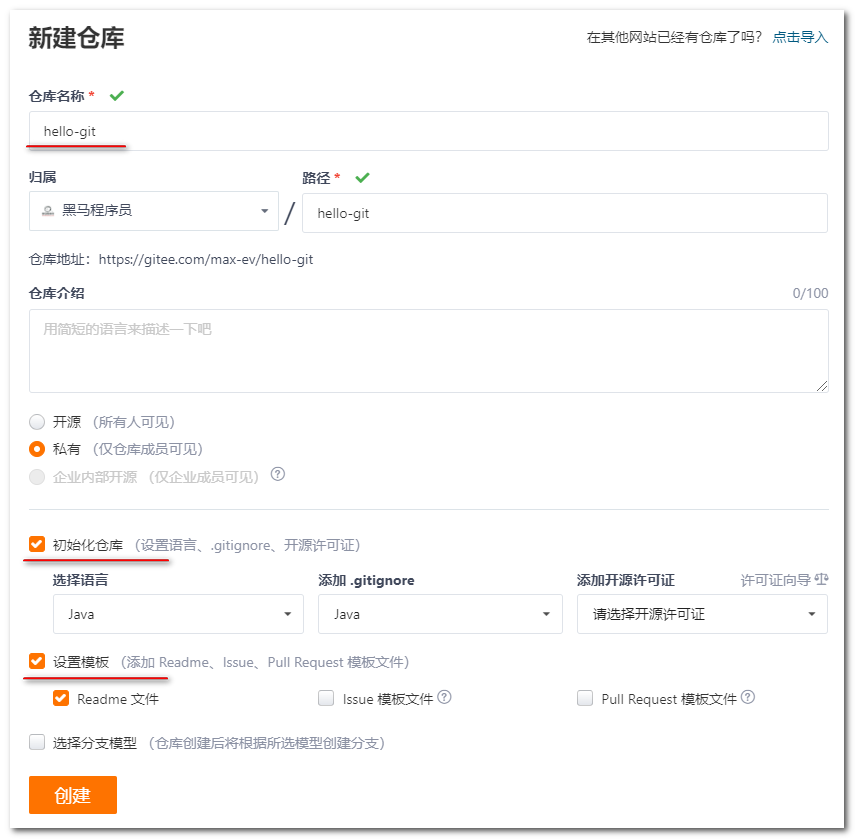 新建仓库 在其他网站已经有仓库了吗? 点击导入
仓库名称 *
hello-git
归属 路径 *
黑马程序员 / hello-git
仓库地址：https://gitee.com/max-ev/hello-git
仓库介绍 0/100
用简短的语言来描述一下吧
开源 （所有人可见）
私有 （仅仓库成员可见）
企业内部开源 （仅企业成员可见） ?
初始化仓库 （设置语言、.gitignore、开源许可证）
选择语言 添加 .gitignore 添加开源许可证 许可证向导
Java Java 请选择开源许可证
设置模板 （添加 Readme、Issue、Pull Request 模板文件）
Readme 文件 Issue 模板文件 ? Pull Request 模板文件 ?
选择分支模型 （仓库创建后将根据所选模型创建分支）
创建